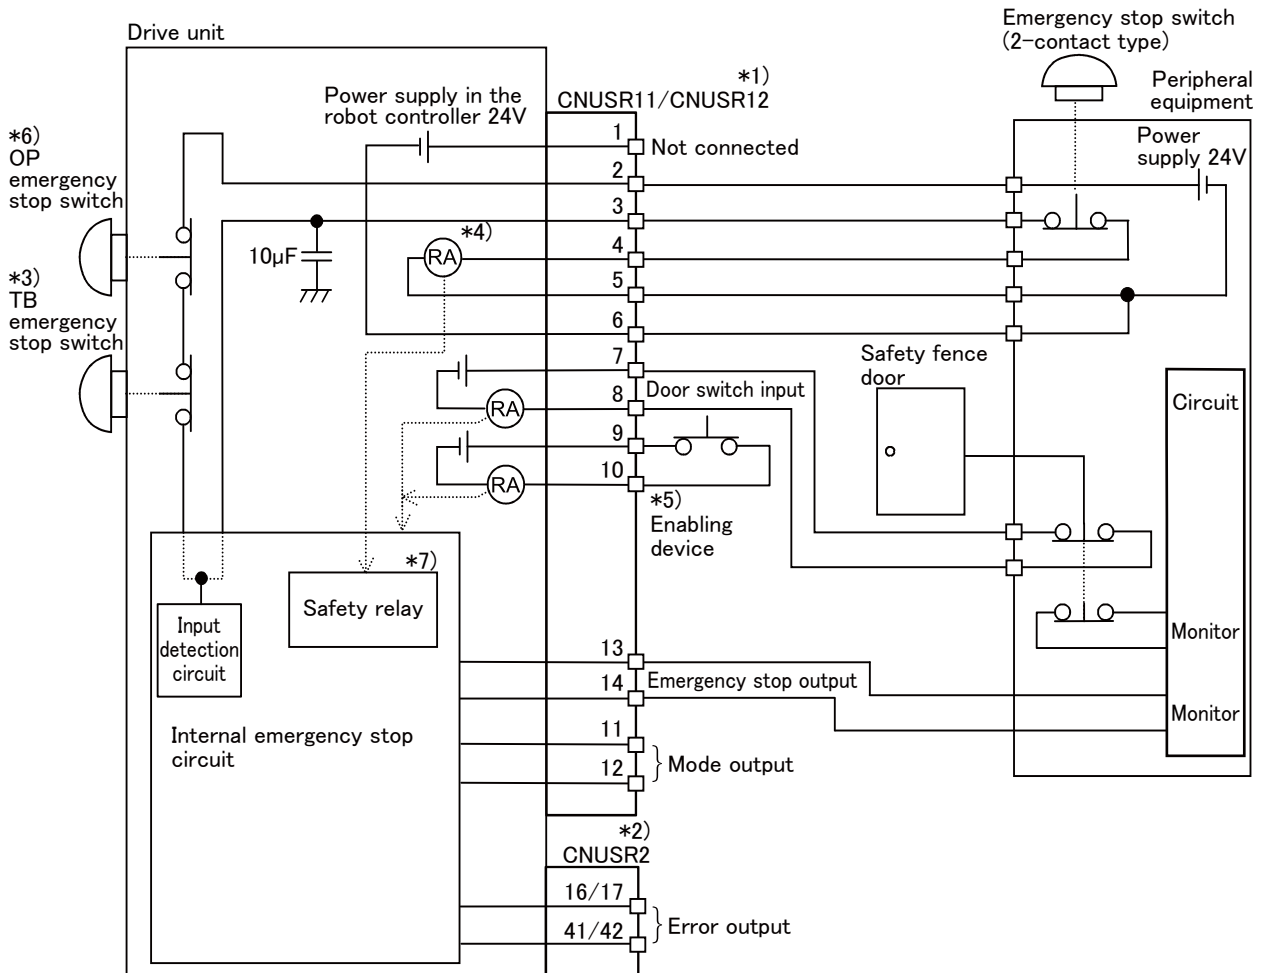 Drive unit
Emergency stop switch
(2-contact type)
*1)
CNUSR11/CNUSR12
Peripheral
equipment
Power supply in the
robot controller 24V
Power
supply 24V
*6)
OP
emergency
stop switch
1
Not connected
2
3
*4)
4
RA
10μF
*3)
TB
emergency
stop switch
5
6
7
Safety fence
door
8
Door switch input
RA
Circuit
9
10
RA
*5)
Enabling
device
*7)
Safety relay
Input
detection
circuit
Monitor
13
Emergency stop output
14
Monitor
Internal emergency stop
circuit
11
Mode output
12
*2)
CNUSR2
16/17
Error output
41/42